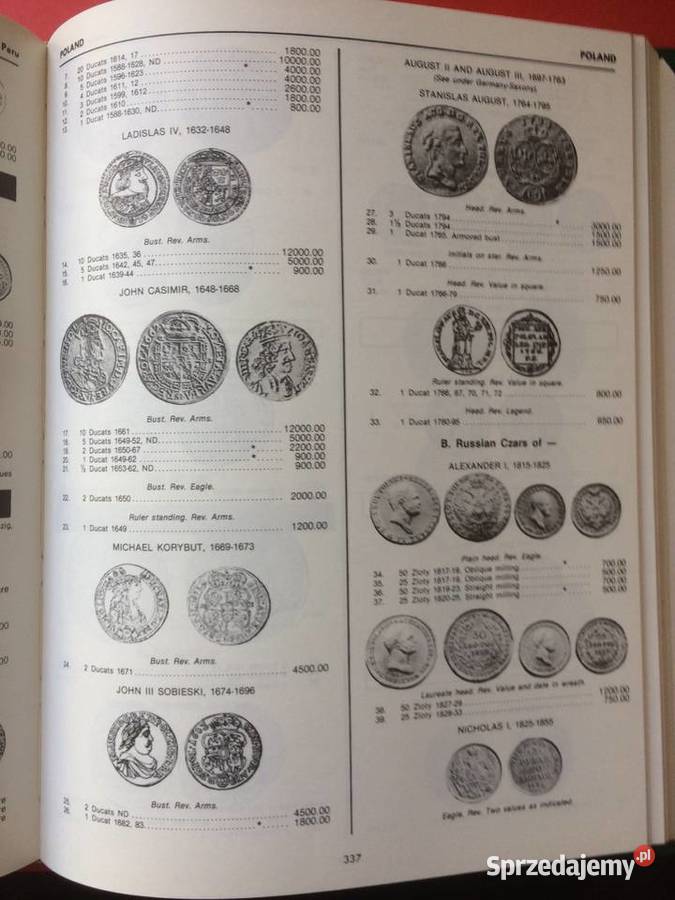 Peru
POLAND
7. 20 Ducats 1614, 17 1800.00
8. 10 Ducats 1588-1628, ND * 10000.00
9. 5 Ducats 1596-1623 4000.00
10. 4 Ducats 1611, 12 4000.00
11. 3 Ducats 1599, 1612 2600.00
12. 2 Ducats 1610 * 1800.00
13. 1 Ducat 1588-1630, ND. 800.00
LADISLAS IV, 1632-1648
Bust. Rev. Arms.
14. 10 Ducats 1635, 36 12000.00
15. 5 Ducats 1642, 45, 47 5000.00
16. 1 Ducat 1639-44 * 900.00
JOHN CASIMIR, 1648-1668
Bust. Rev. Arms.
17. 10 Ducats 1661 12000.00
18. 5 Ducats 1649-52, ND. 5000.00
19. 2 Ducats 1650-67 * 2200.00
20. 1 Ducat 1649-62 * 900.00
21. ½ Ducat 1653-62, ND. 900.00
Bust. Rev. Eagle.
22. 2 Ducats 1650 2000.00
Ruler standing. Rev. Arms.
23. 1 Ducat 1649 1200.00
MICHAEL KORYBUT, 1669-1673
Bust. Rev. Arms.
24. 2 Ducats 1671 4500.00
JOHN III SOBIESKI, 1674-1696
Bust. Rev. Arms.
25. 2 Ducats ND 4500.00
26. 1 Ducat 1682, 83 * 1800.00
POLAND
AUGUST II AND AUGUST III, 1697-1763
(See under Germany-Saxony)
STANISLAS AUGUST, 1764-1795
Head. Rev. Arms.
27. 3 Ducats 1794 * 3000.00
28. 1½ Ducats 1794 1500.00
29. 1 Ducat 1765. Armored bust 1500.00
Initials on star. Rev. Arms.
30. 1 Ducat 1766 1250.00
Head. Rev. Value in square.
31. 1 Ducat 1766-79 750.00
Ruler standing. Rev. Value in square.
32. 1 Ducat 1766, 67, 70, 71, 72 800.00
Head. Rev. Legend.
33. 1 Ducat 1780-95 650.00
B. Russian Czars of —
ALEXANDER I, 1815-1825
Plain head. Rev. Eagle.
34. 50 Zloty 1817-19. Oblique milling * 700.00
35. 25 Zloty 1817-19. Oblique milling 500.00
36. 50 Zloty 1819-23. Straight milling * 700.00
37. 25 Zloty 1820-25. Straight milling 500.00
Laureate head. Rev. Value and date in wreath.
38. 50 Zloty 1827-29 1200.00
39. 25 Zloty 1828-33 750.00
NICHOLAS I, 1825-1855
Eagle. Rev. Two values as indicated.
337
Sprzedajemy.pl